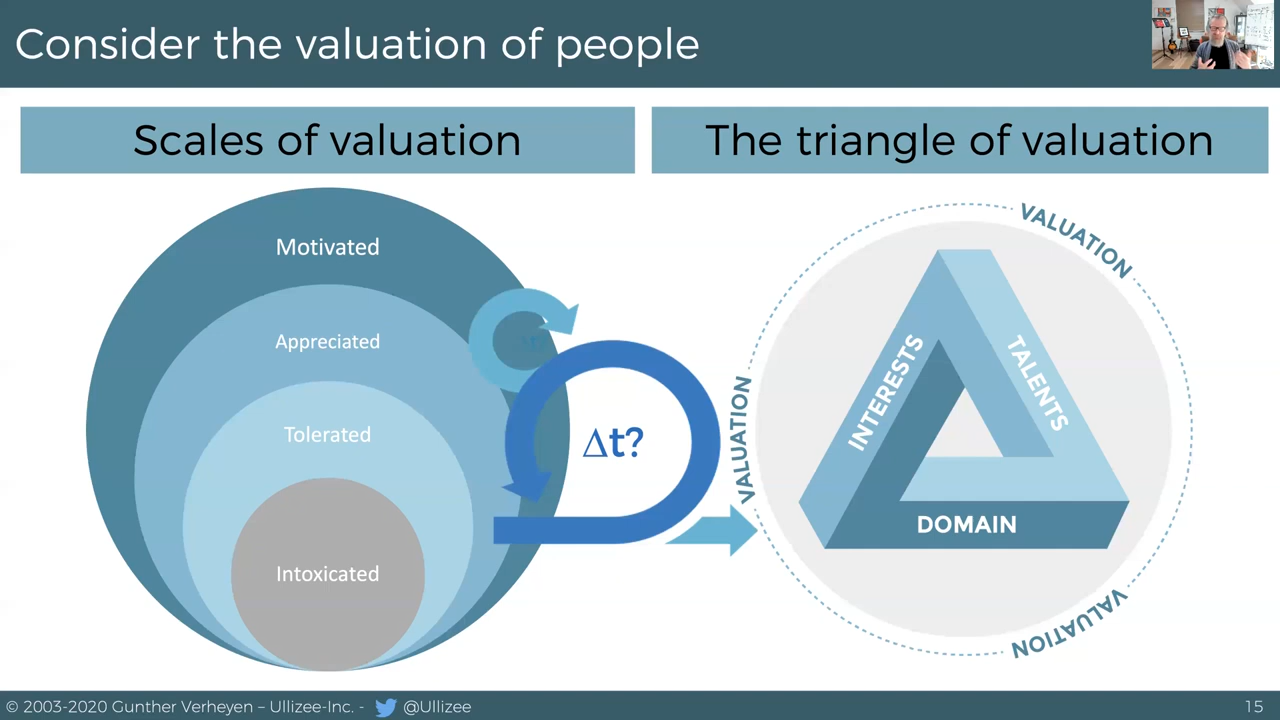 Consider the valuation of people
Scales of valuation
The triangle of valuation
Motivated
Appreciated
Tolerated
Intoxicated
Δt?
VALUATION
VALUATION
VALUATION
INTERESTS
TALENTS
DOMAIN
© 2003-2020 Gunther Verheyen – Ullizee-Inc. - @Ullizee
15